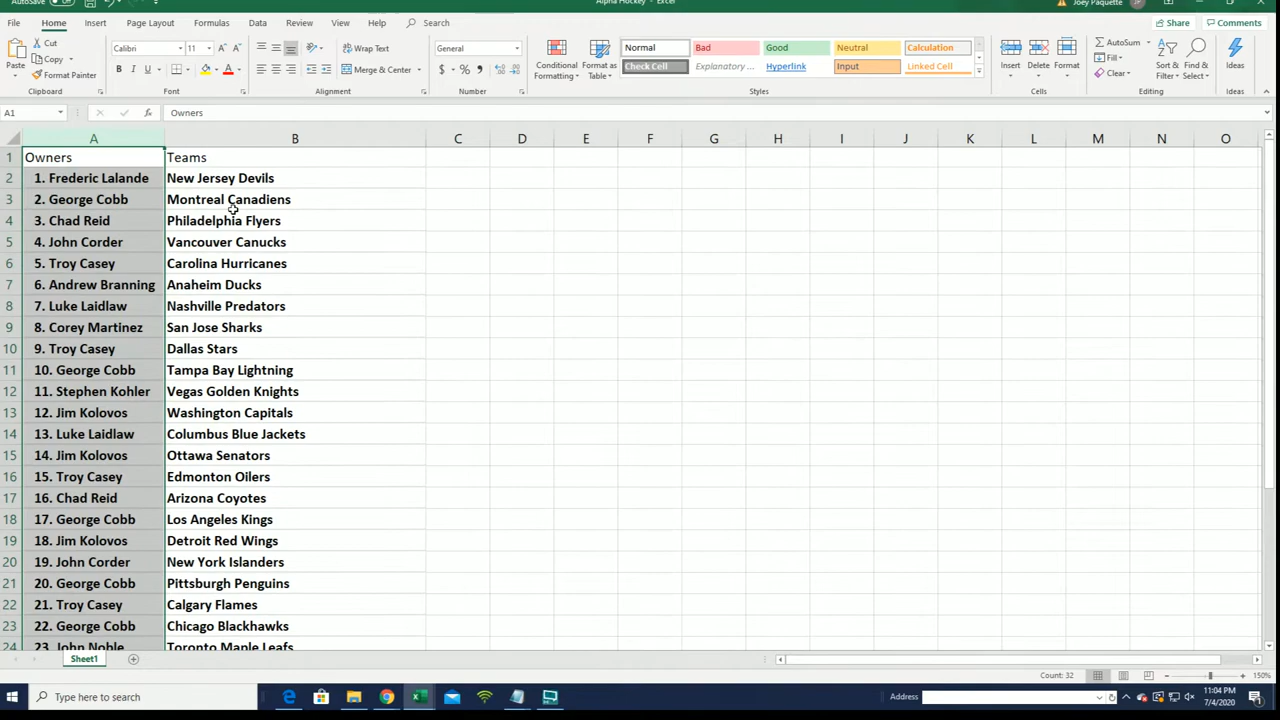 AutoSave Off
Alpha Hockey - Excel
Joey Paquette
JP
File Home Insert Page Layout Formulas Data Review View Help Search
Share Comments
Paste
Cut
Copy
Format Painter
Calibri 11
B I U
Wrap Text
Merge & Center
General
$ % ,
Conditional Formatting
Format as Table
Normal Bad Good Neutral Calculation
Check Cell Explanatory ... Hyperlink Input Linked Cell
Insert Delete Format
AutoSum
Fill
Clear
Sort & Filter
Find & Select
Ideas
Clipboard Font Alignment Number Styles Cells Editing Ideas
A1 fx Owners
A B C D E F G H I J K L M N O
1 Owners Teams
2 1. Frederic Lalande New Jersey Devils
3 2. George Cobb Montreal Canadiens
4 3. Chad Reid Philadelphia Flyers
5 4. John Corder Vancouver Canucks
6 5. Troy Casey Carolina Hurricanes
7 6. Andrew Branning Anaheim Ducks
8 7. Luke Laidlaw Nashville Predators
9 8. Corey Martinez San Jose Sharks
10 9. Troy Casey Dallas Stars
11 10. George Cobb Tampa Bay Lightning
12 11. Stephen Kohler Vegas Golden Knights
13 12. Jim Kolovos Washington Capitals
14 13. Luke Laidlaw Columbus Blue Jackets
15 14. Jim Kolovos Ottawa Senators
16 15. Troy Casey Edmonton Oilers
17 16. Chad Reid Arizona Coyotes
18 17. George Cobb Los Angeles Kings
19 18. Jim Kolovos Detroit Red Wings
20 19. John Corder New York Islanders
21 20. George Cobb Pittsburgh Penguins
22 21. Troy Casey Calgary Flames
23 22. George Cobb Chicago Blackhawks
24 23. John Noble Toronto Maple Leafs
Sheet1
Count: 32 150%
Type here to search
Address
11:04 PM
7/4/2020